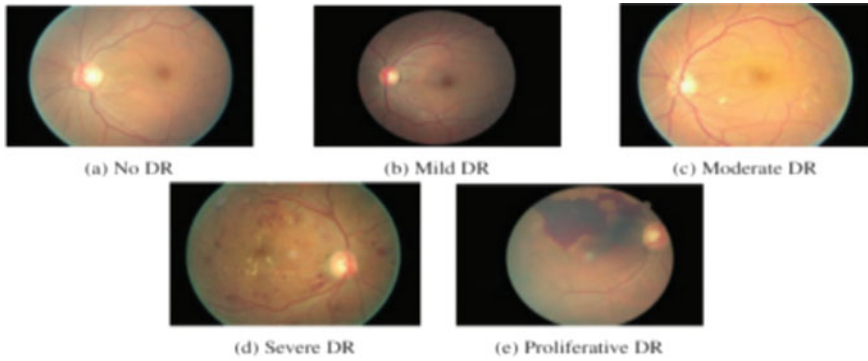 (a) No DR
(b) Mild DR
(c) Moderate DR
(d) Severe DR
(e) Proliferative DR